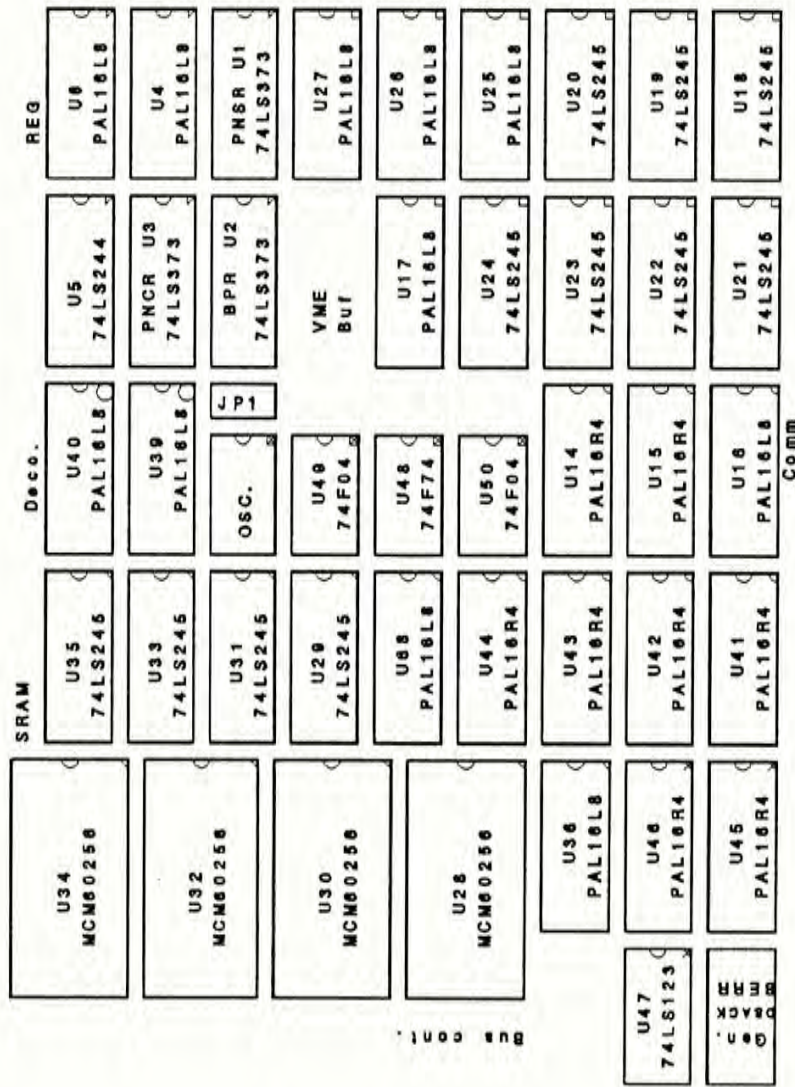 SRAM
Deco.
REG
U34
MCM60256
U35
74LS245
U40
PAL16L8
U5
74LS244
U6
PAL16L8
U32
MCM60256
U33
74LS245
U39
PAL16L8
PNCR U3
74LS373
U4
PAL16L8
U30
MCM60256
U31
74LS245
OSC.
JP1
BPR U2
74LS373
PNSR U1
74LS373
U28
MCM60256
U29
74LS245
U49
74F04
VME
Buf
U27
PAL16L8
U68
PAL16L8
U48
74F74
U17
PAL16L8
U26
PAL16L8
Bus cont.
U44
PAL16R4
U50
74F04
U24
74LS245
U25
PAL16L8
U36
PAL16L8
U43
PAL16R4
U14
PAL16R4
U23
74LS245
U20
74LS245
U47
74LS123
U46
PAL16R4
U42
PAL16R4
U15
PAL16R4
U22
74LS245
U19
74LS245
BERR
DSACK
Gen.
U45
PAL16R4
U41
PAL16R4
U16
PAL16L8
U21
74LS245
U18
74LS245
Comm